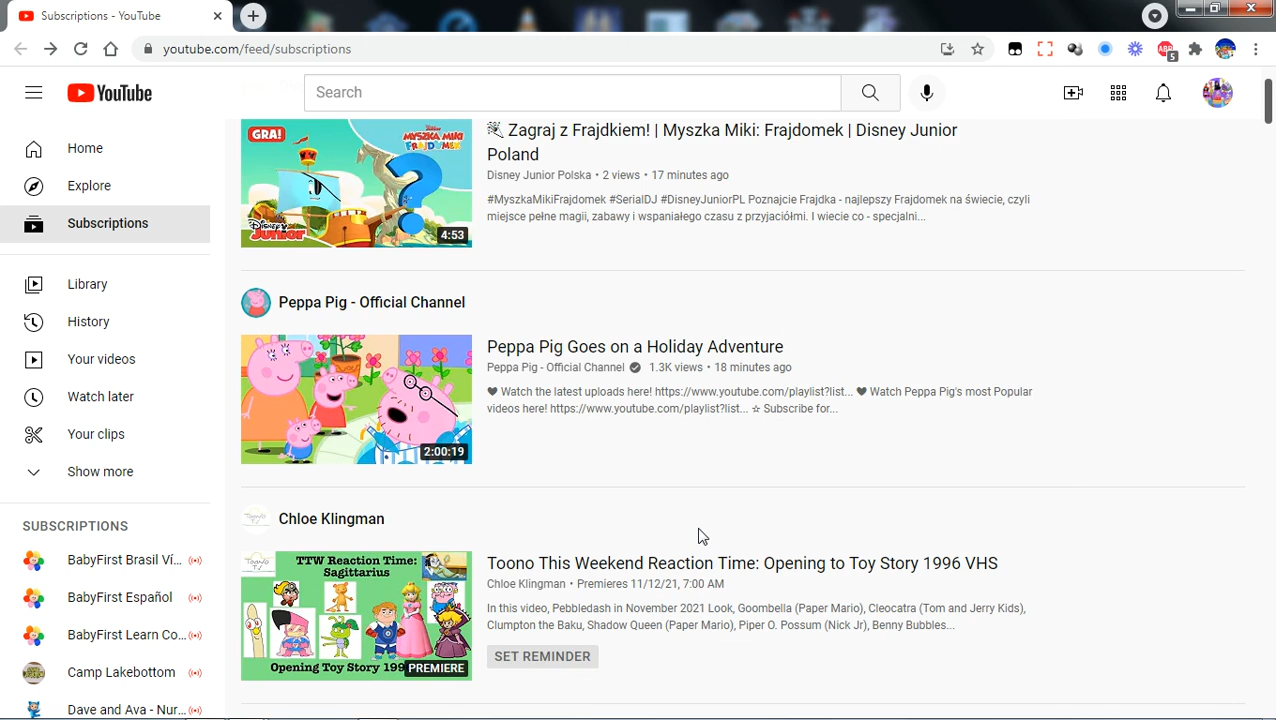 Subscriptions - YouTube
youtube.com/feed/subscriptions
ABP
5
YouTube
Search
Home
Explore
Subscriptions
Library
History
Your videos
Watch later
Your clips
Show more
SUBSCRIPTIONS
BabyFirst Brasil Ví...
BabyFirst Español
BabyFirst Learn Co...
Camp Lakebottom
Dave and Ava - Nur...
GRA!
MYSZKA MIKI
FRAJDOMEK
Disney
JUNIOR
4:53
Zagraj z Frajdkiem! | Myszka Miki: Frajdomek | Disney Junior
Poland
Disney Junior Polska • 2 views • 17 minutes ago
#MyszkaMikiFrajdomek #SerialDJ #DisneyJuniorPL Poznajcie Frajdka - najlepszy Frajdomek na świecie, czyli
miejsce pełne magii, zabawy i wspaniałego czasu z przyjaciółmi. I wiecie co - specjalni...
Peppa Pig - Official Channel
2:00:19
Peppa Pig Goes on a Holiday Adventure
Peppa Pig - Official Channel 1.3K views • 18 minutes ago
♥ Watch the latest uploads here! https://www.youtube.com/playlist?list... ♥ Watch Peppa Pig's most Popular
videos here! https://www.youtube.com/playlist?list... ☆ Subscribe for...
Chloe Klingman
TTW Reaction Time:
Sagittarius
Opening Toy Story 199
PREMIERE
Toono This Weekend Reaction Time: Opening to Toy Story 1996 VHS
Chloe Klingman • Premieres 11/12/21, 7:00 AM
In this video, Pebbledash in November 2021 Look, Goombella (Paper Mario), Cleocatra (Tom and Jerry Kids),
Clumpton the Baku, Shadow Queen (Paper Mario), Piper O. Possum (Nick Jr), Benny Bubbles...
SET REMINDER